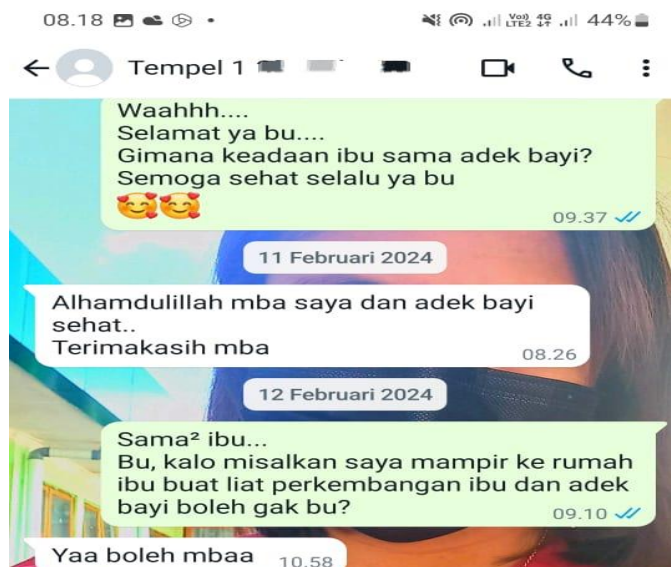 08.18
Voo) 4G 44%
LTE2
Tempel 1
Waahhh....
Selamat ya bu....
Gimana keadaan ibu sama adek bayi?
Semoga sehat selalu ya bu
🥰🥰
09.37
11 Februari 2024
Alhamdulillah mba saya dan adek bayi
sehat..
Terimakasih mba
08.26
12 Februari 2024
Sama² ibu...
Bu, kalo misalkan saya mampir ke rumah
ibu buat liat perkembangan ibu dan adek
bayi boleh gak bu?
09.10
Yaa boleh mbaa 10.58